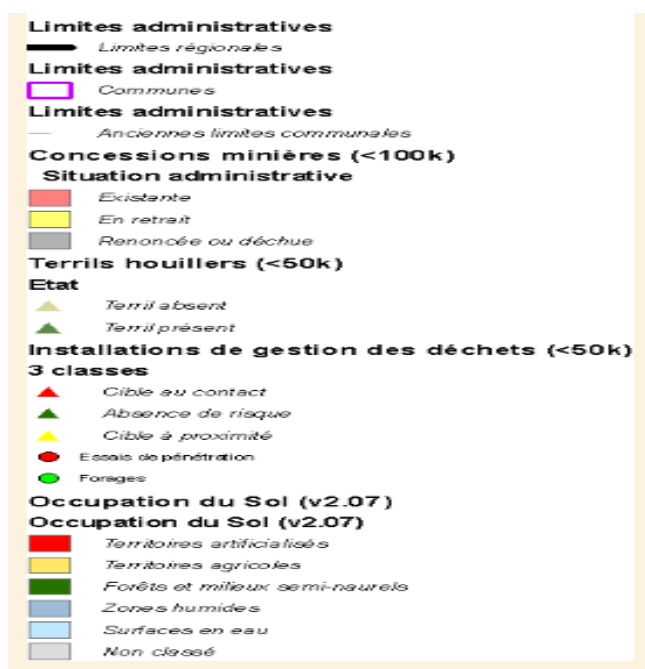 Limites administratives
Limites régionales
Limites administratives
Communes
Limites administratives
Anciennes limites communales
Concessions minières (<100k)
Situation administrative
Existante
En retrait
Renoncée ou déchue
Terrils houillers (<50k)
Etat
Terril absent
Terril présent
Installations de gestion des déchets (<50k)
3 classes
Cible au contact
Absence de risque
Cible à proximité
Essais de pénétration
Forages
Occupation du Sol (v2.07)
Occupation du Sol (v2.07)
Territoires artificialisés
Territoires agricoles
Forêts et milieux semi-naurels
Zones humides
Surfaces en eau
Non classé